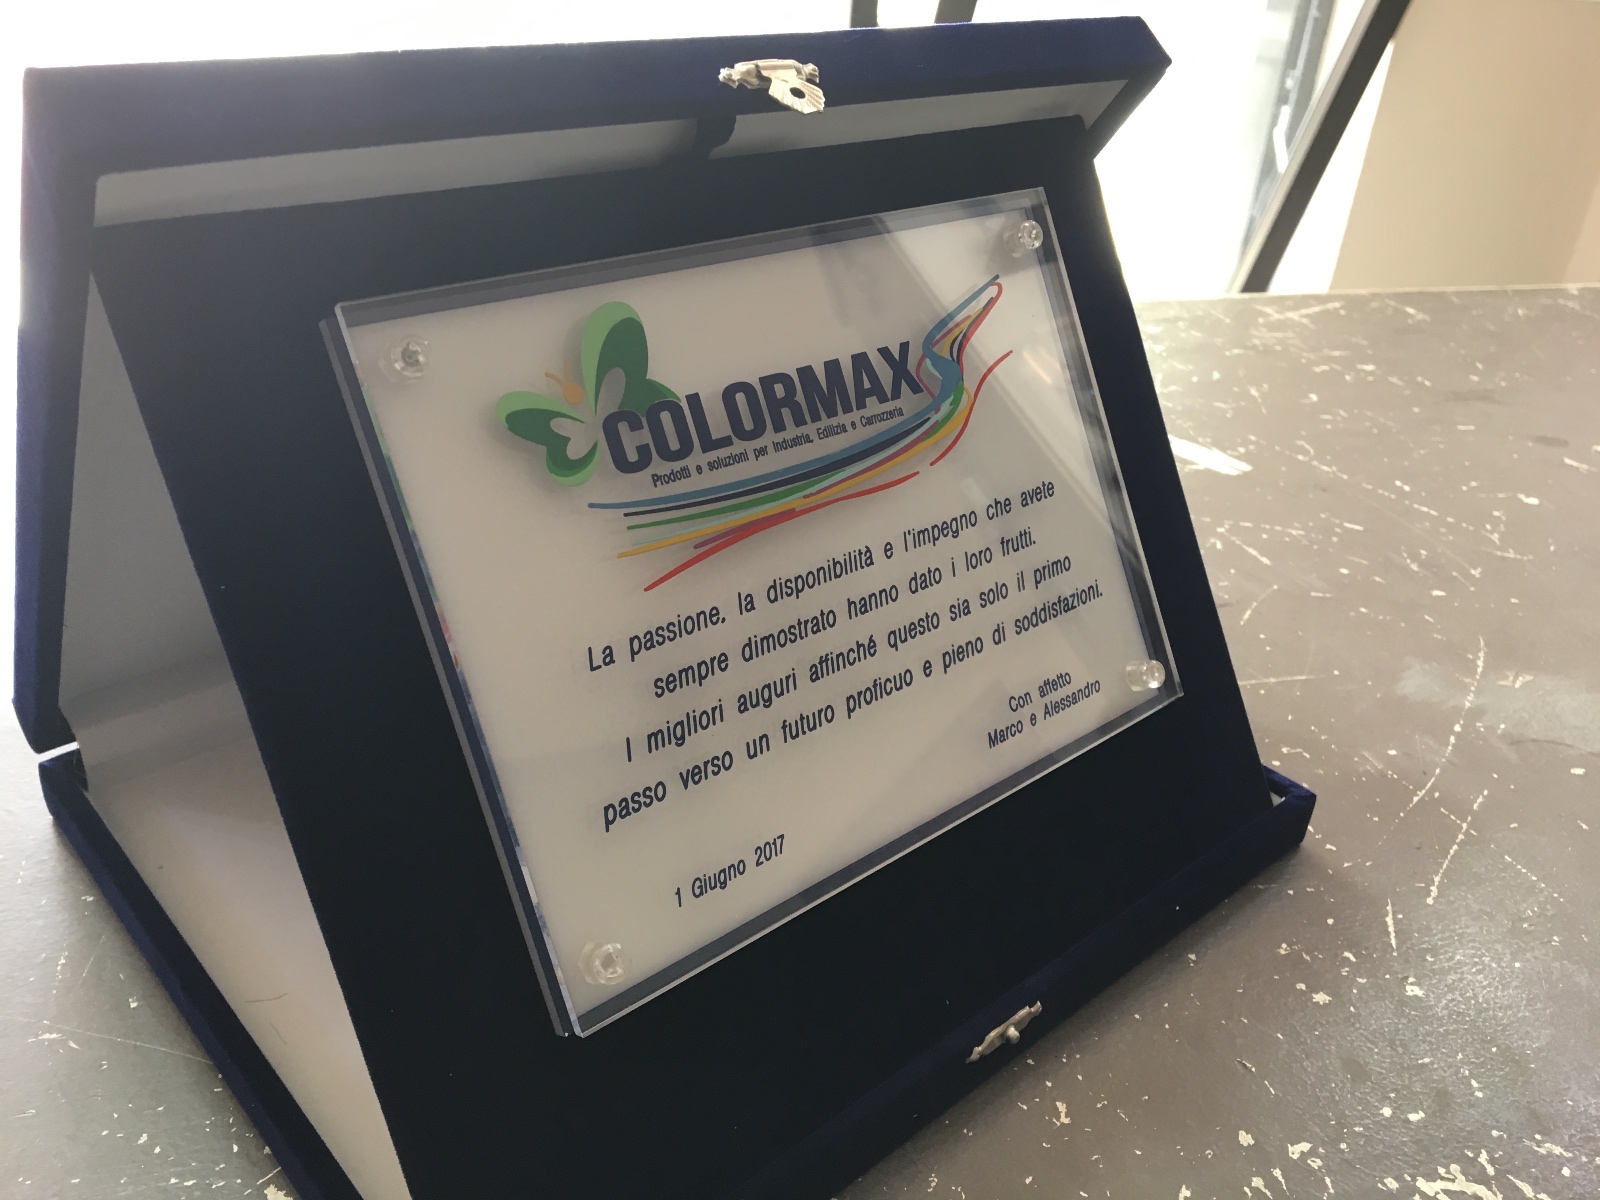 COLORMAX
Prodotti e soluzioni per Industria, Edilizia e Carrozzeria
La passione, la disponibilità e l'impegno che avete
sempre dimostrato hanno dato i loro frutti.
I migliori auguri affinché questo sia solo il primo
passo verso un futuro proficuo e pieno di soddisfazioni.
Con affetto
Marco e Alessandro
1 Giugno 2017